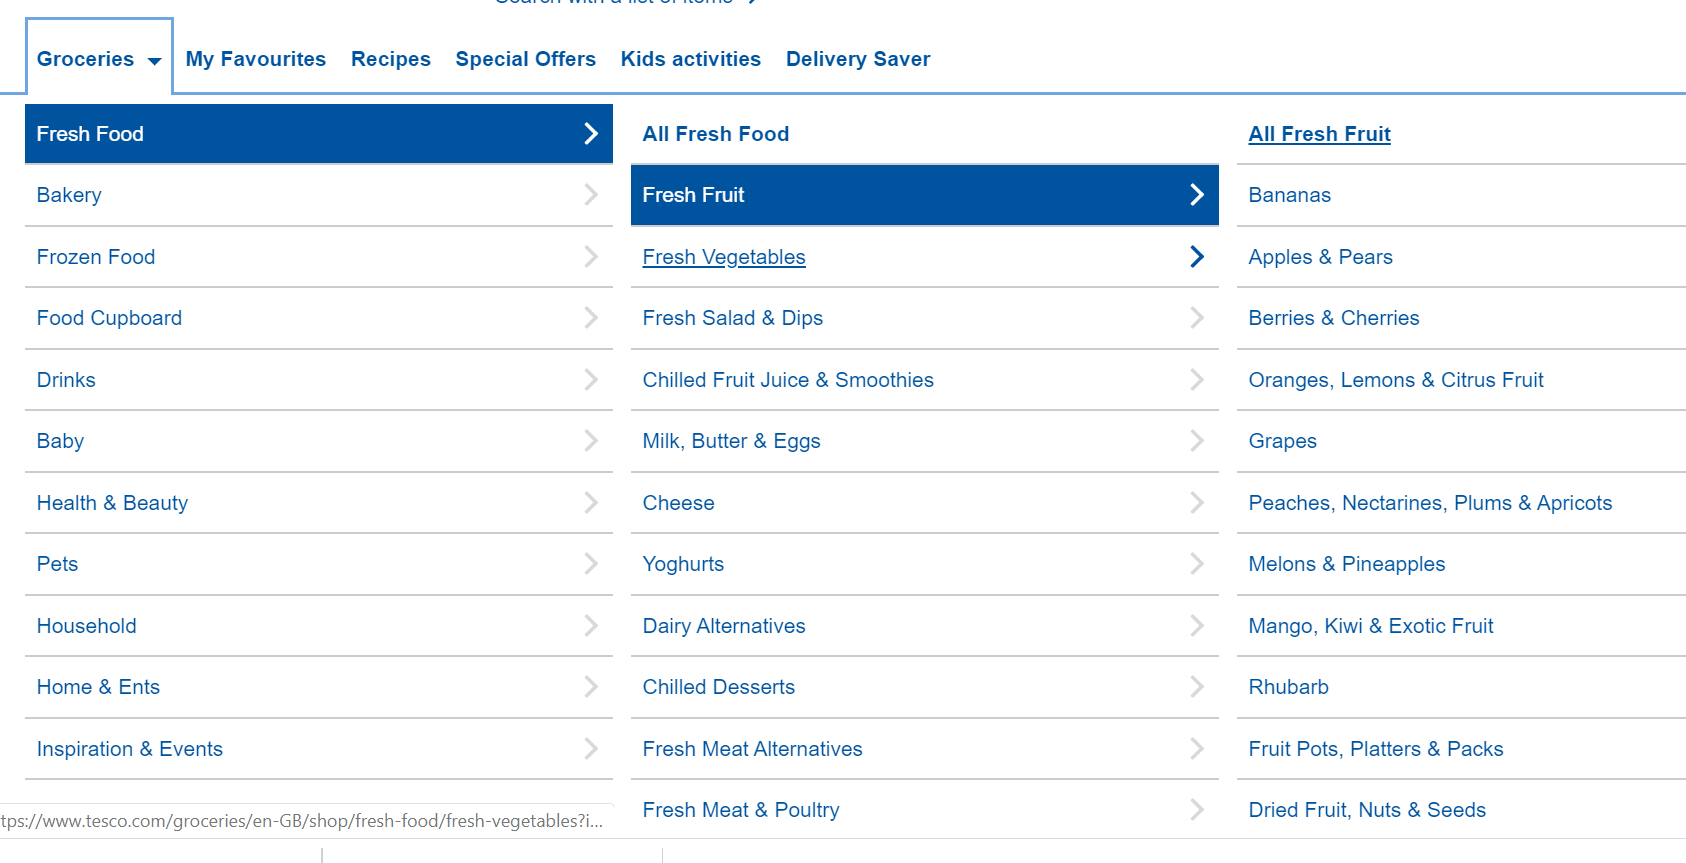 Search with a list of items
Groceries
My Favourites
Recipes
Special Offers
Kids activities
Delivery Saver
Fresh Food
Bakery
Frozen Food
Food Cupboard
Drinks
Baby
Health & Beauty
Pets
Household
Home & Ents
Inspiration & Events
All Fresh Food
Fresh Fruit
Fresh Vegetables
Fresh Salad & Dips
Chilled Fruit Juice & Smoothies
Milk, Butter & Eggs
Cheese
Yoghurts
Dairy Alternatives
Chilled Desserts
Fresh Meat Alternatives
Fresh Meat & Poultry
All Fresh Fruit
Bananas
Apples & Pears
Berries & Cherries
Oranges, Lemons & Citrus Fruit
Grapes
Peaches, Nectarines, Plums & Apricots
Melons & Pineapples
Mango, Kiwi & Exotic Fruit
Rhubarb
Fruit Pots, Platters & Packs
Dried Fruit, Nuts & Seeds
tps://www.tesco.com/groceries/en-GB/shop/fresh-food/fresh-vegetables?i...